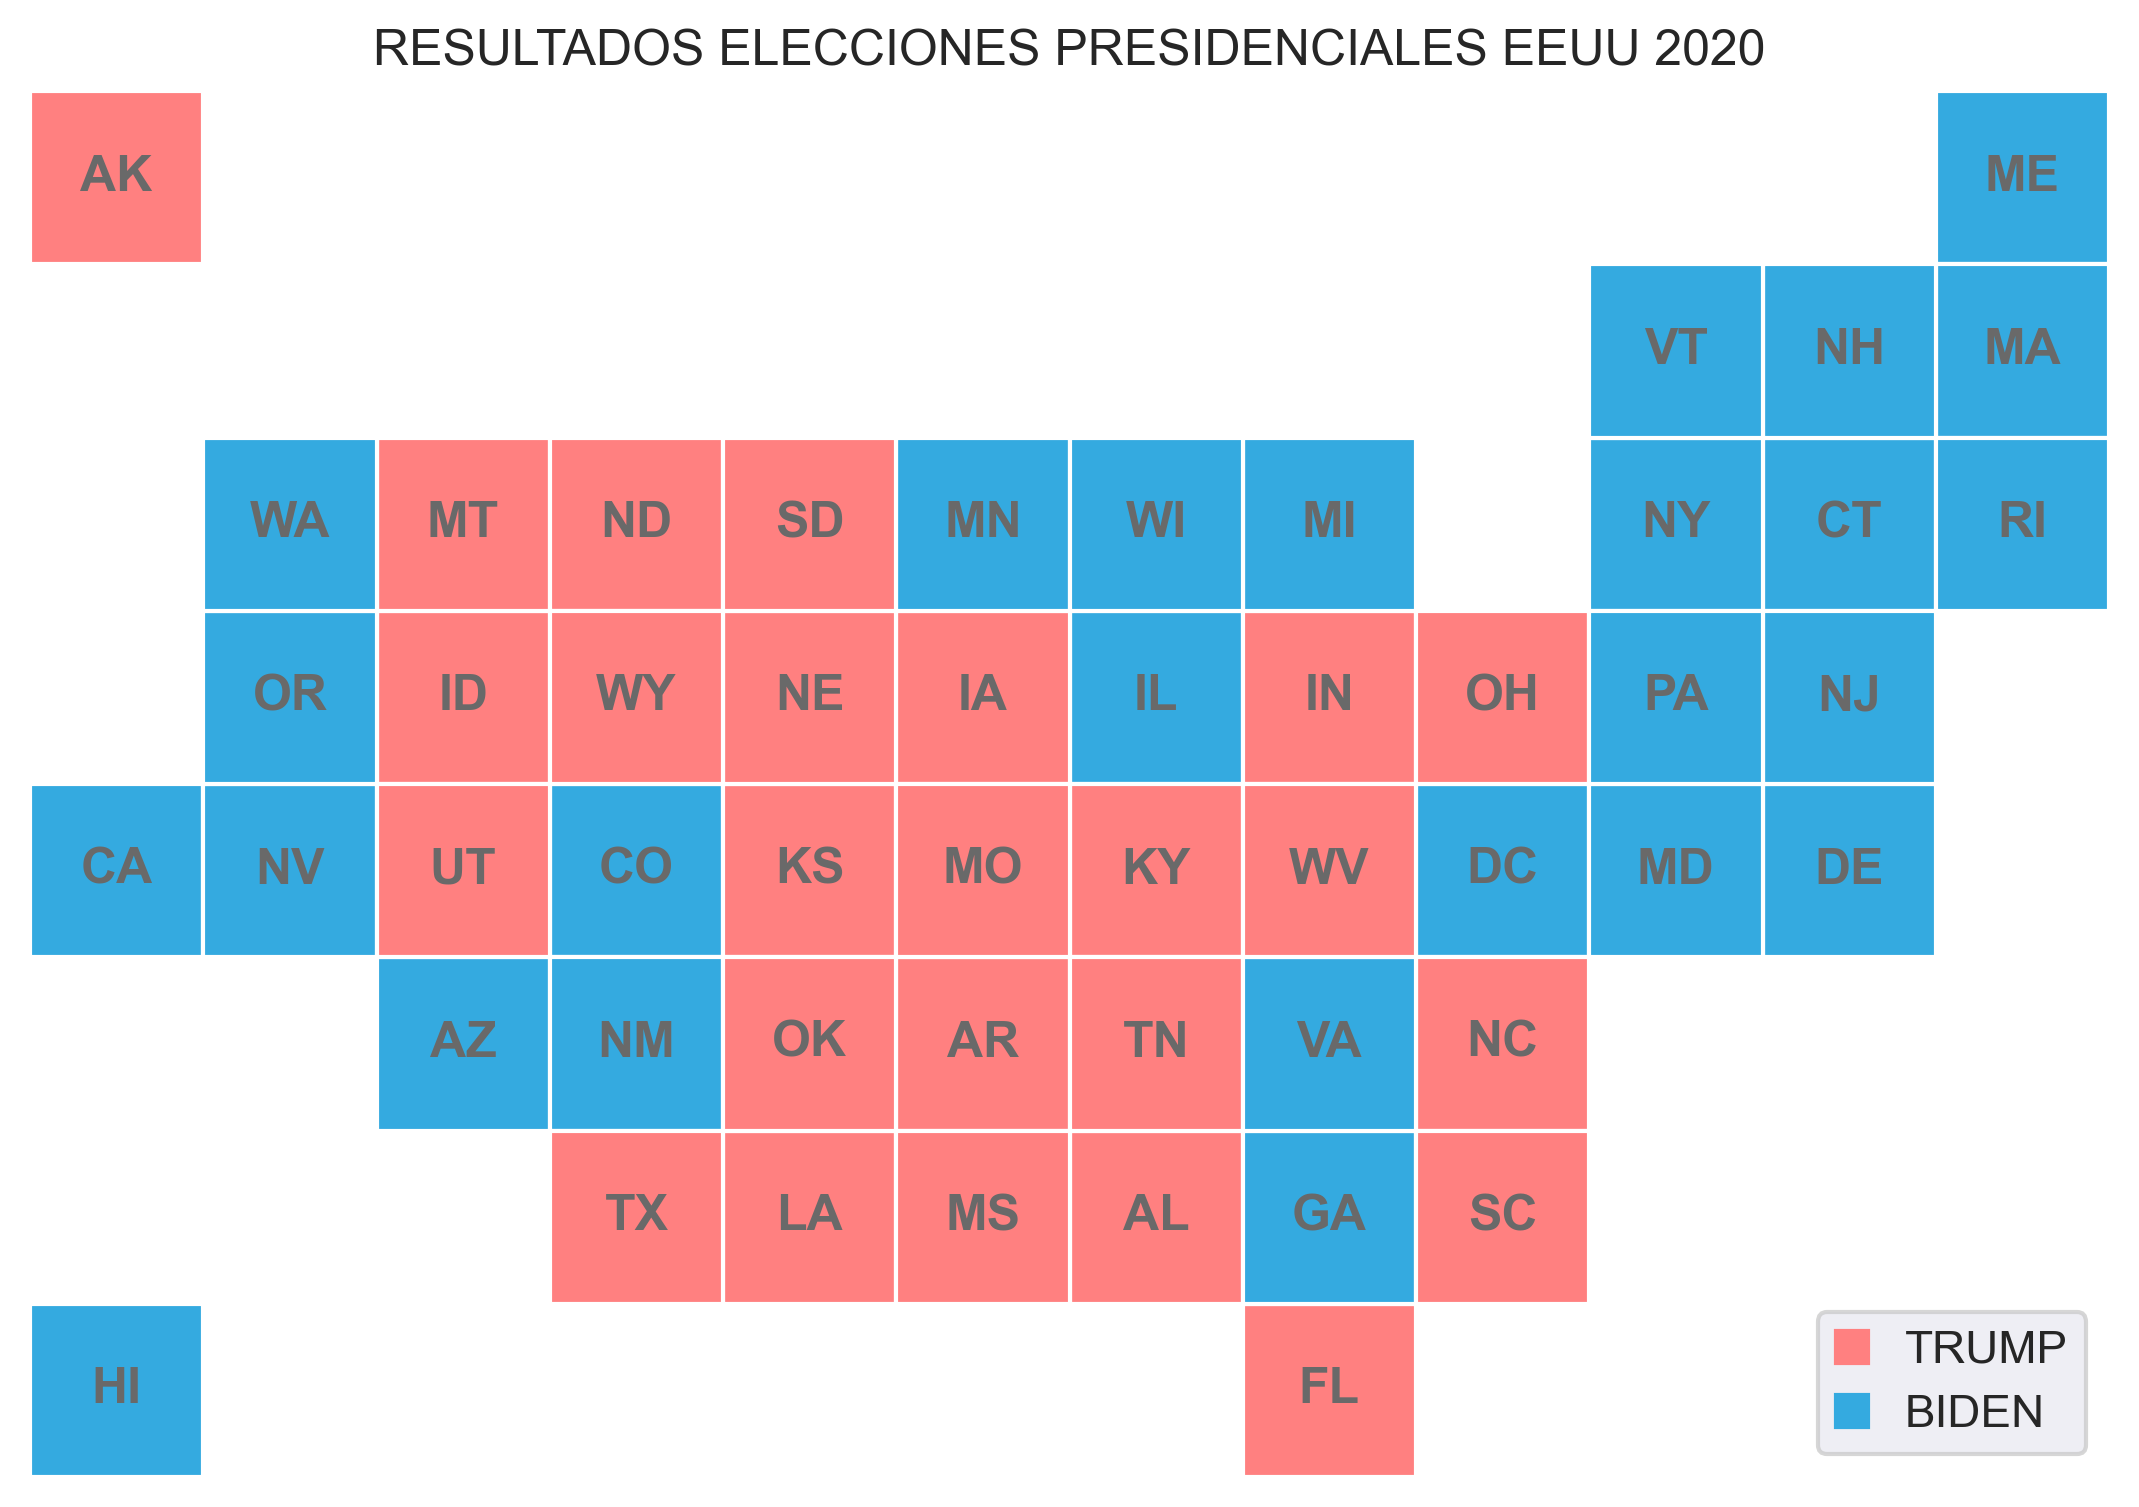 RESULTADOS ELECCIONES PRESIDENCIALES EEUU 2020
AK ME
VT NH MA
WA MT ND SD MN WI MI NY CT RI
OR ID WY NE IA IL IN OH PA NJ
CA NV UT CO KS MO KY WV DC MD DE
AZ NM OK AR TN VA NC
TX LA MS AL GA SC
HI FL
TRUMP
BIDEN